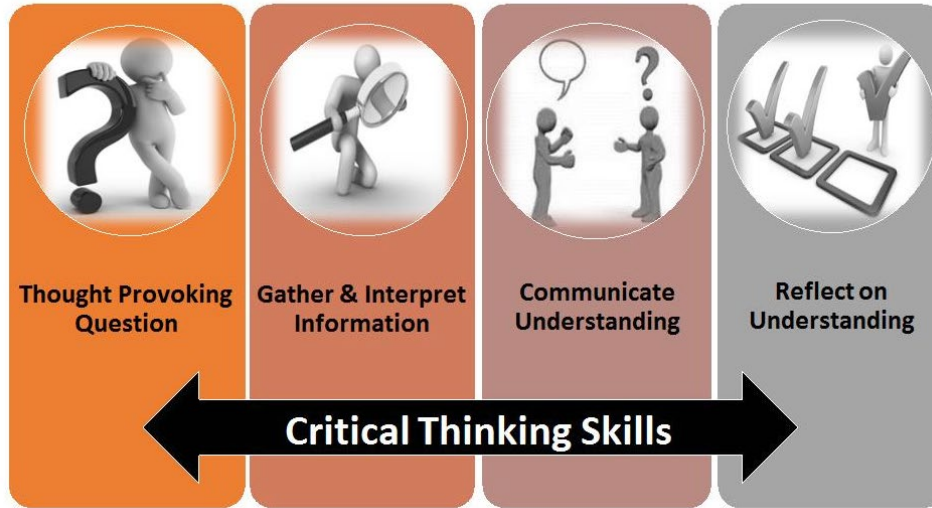 Thought Provoking
Question
Gather & Interpret
Information
Communicate
Understanding
Reflect on
Understanding
Critical Thinking Skills